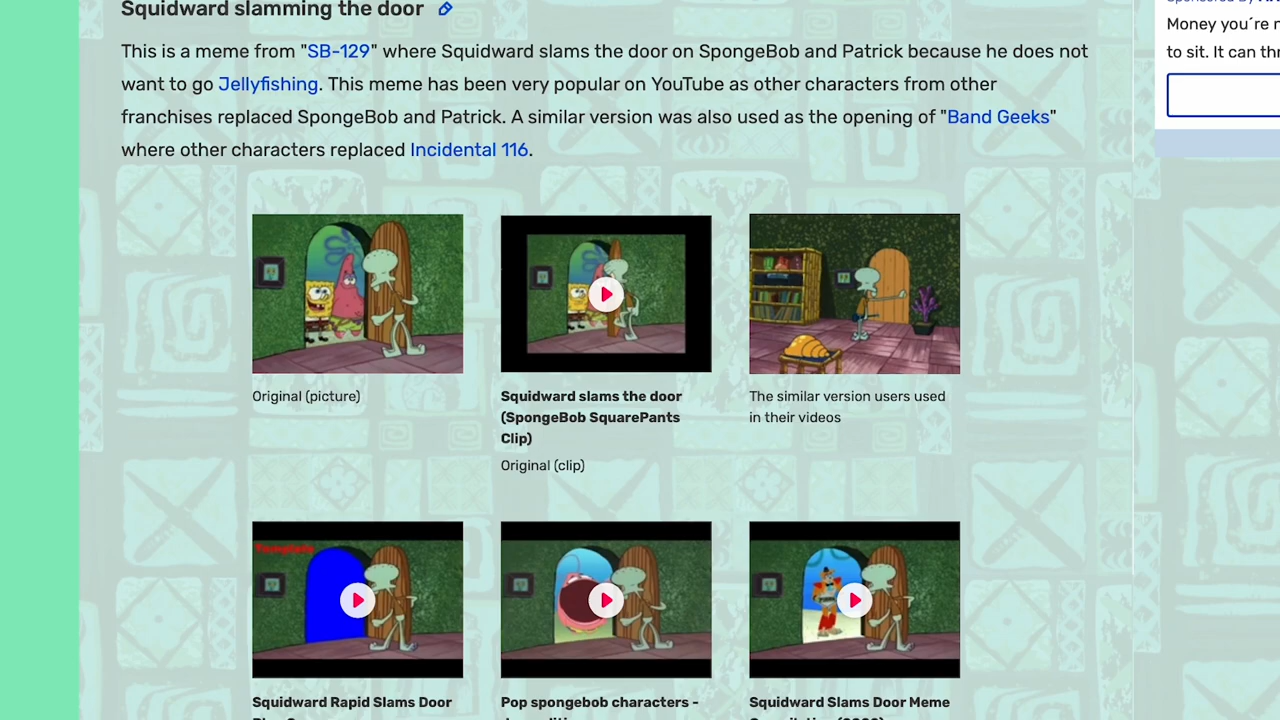 Squidward slamming the door
This is a meme from "SB-129" where Squidward slams the door on SpongeBob and Patrick because he does not
want to go Jellyfishing. This meme has been very popular on YouTube as other characters from other
franchises replaced SpongeBob and Patrick. A similar version was also used as the opening of "Band Geeks"
where other characters replaced Incidental 116.
Money you´re
to sit. It can
Original (picture)
Squidward slams the door
(SpongeBob SquarePants
Clip)
Original (clip)
The similar version users used
in their videos
Template
Squidward Rapid Slams Door
Pop spongebob characters -
Squidward Slams Door Meme